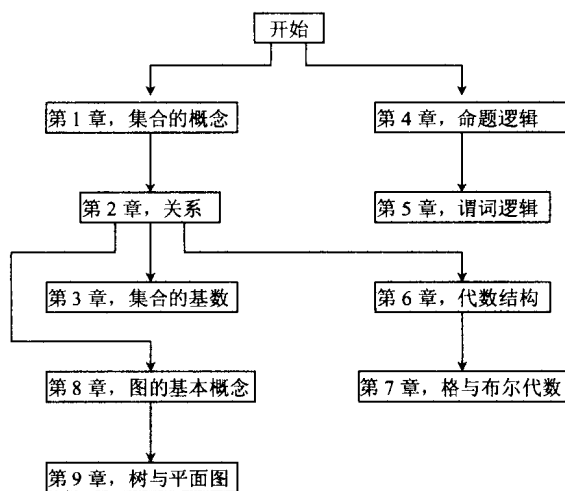 开始
第1章，集合的概念
第4章，命题逻辑
第2章，关系
第5章，谓词逻辑
第3章，集合的基数
第6章，代数结构
第8章，图的基本概念
第7章，格与布尔代数
第9章，树与平面图